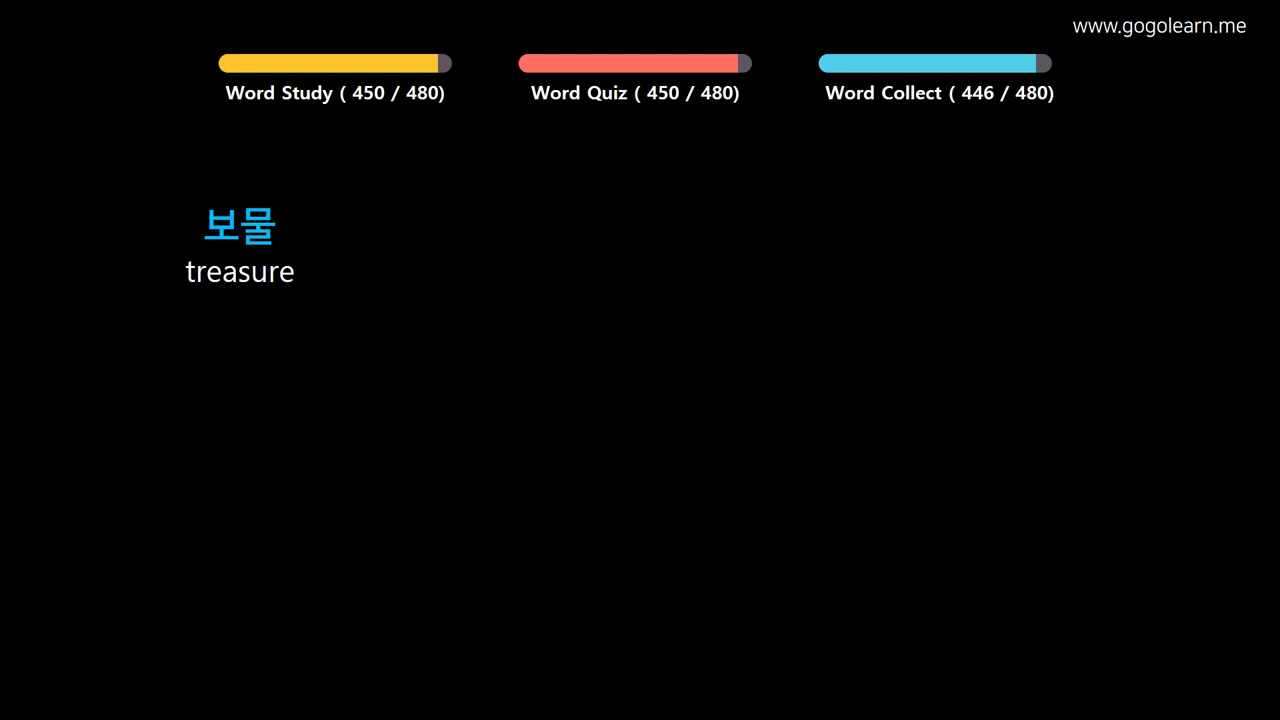 www.gogolearn.me
Word Study ( 450 / 480)
Word Quiz ( 450 / 480)
Word Collect ( 446 / 480)
보물
treasure